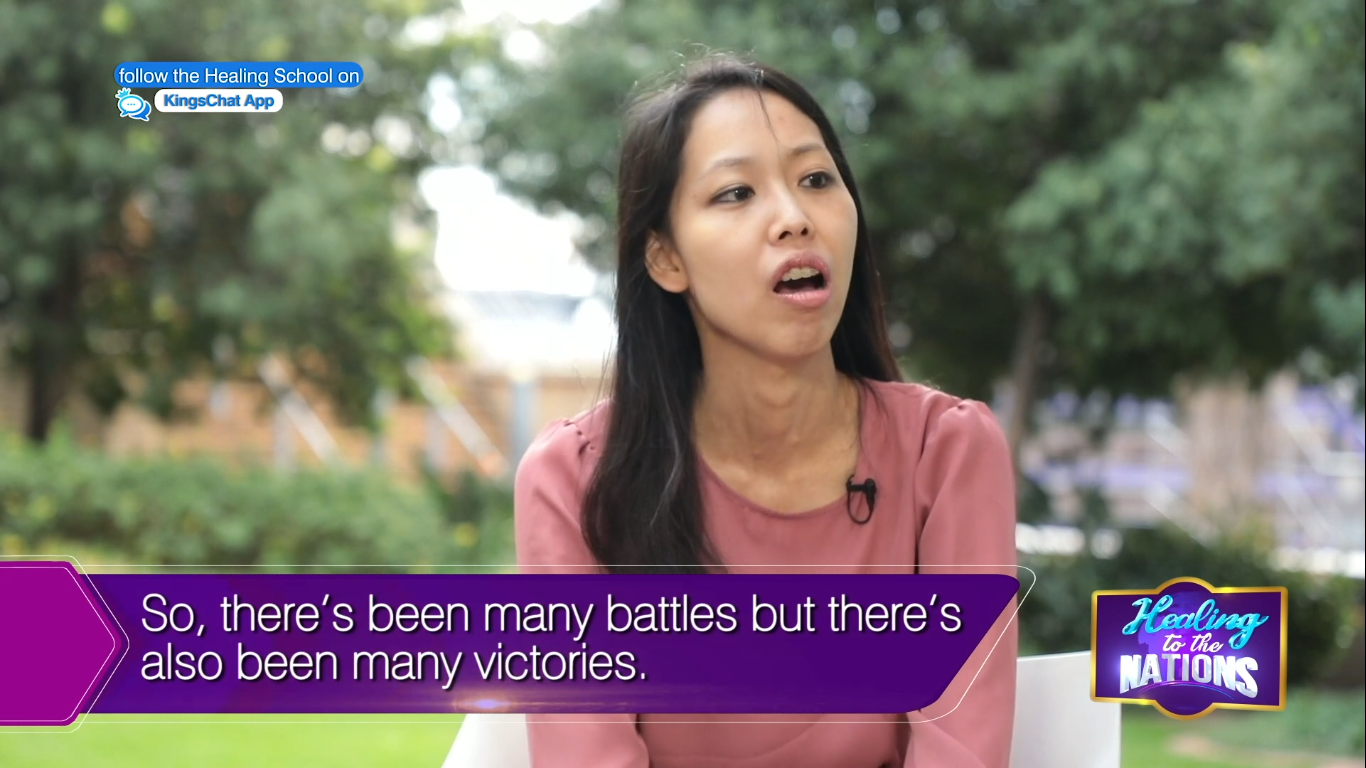 follow the Healing School on
KingsChat App
So, there's been many battles but there's
also been many victories.
Healing
to the
NATIONS